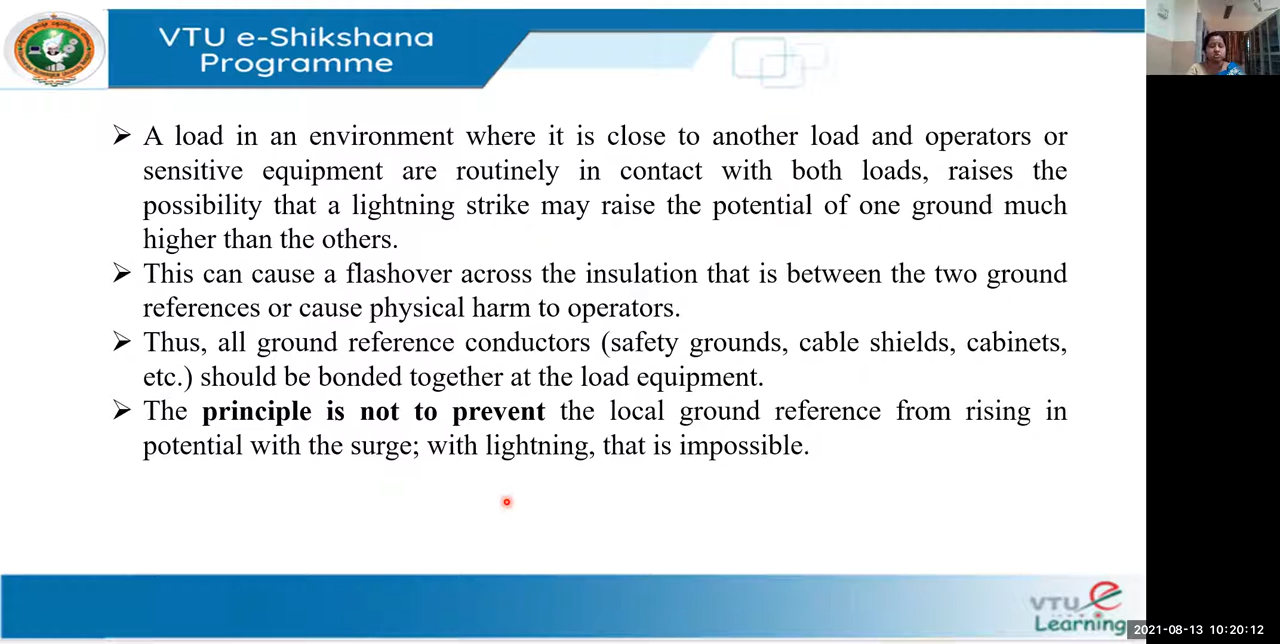 VTU e-Shikshana
Programme
➢ A load in an environment where it is close to another load and operators or
sensitive equipment are routinely in contact with both loads, raises the
possibility that a lightning strike may raise the potential of one ground much
higher than the others.
➢ This can cause a flashover across the insulation that is between the two ground
references or cause physical harm to operators.
➢ Thus, all ground reference conductors (safety grounds, cable shields, cabinets,
etc.) should be bonded together at the load equipment.
➢ The principle is not to prevent the local ground reference from rising in
potential with the surge; with lightning, that is impossible.
VTU e
Learning
2021-08-13 10:20:12